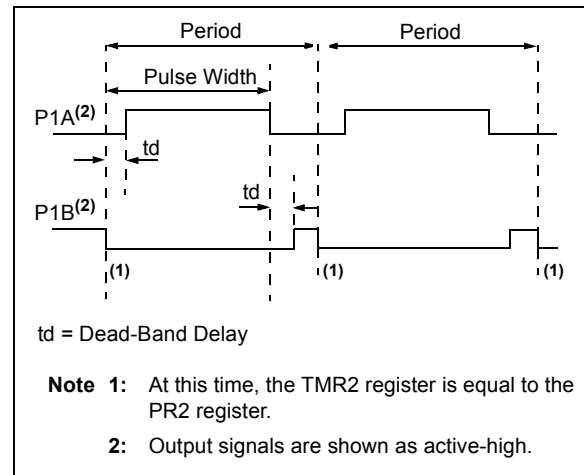 Period Period
Pulse Width
P1A(2)
td
td
P1B(2)
(1) (1) (1)
td = Dead-Band Delay
Note 1: At this time, the TMR2 register is equal to the
PR2 register.
2: Output signals are shown as active-high.